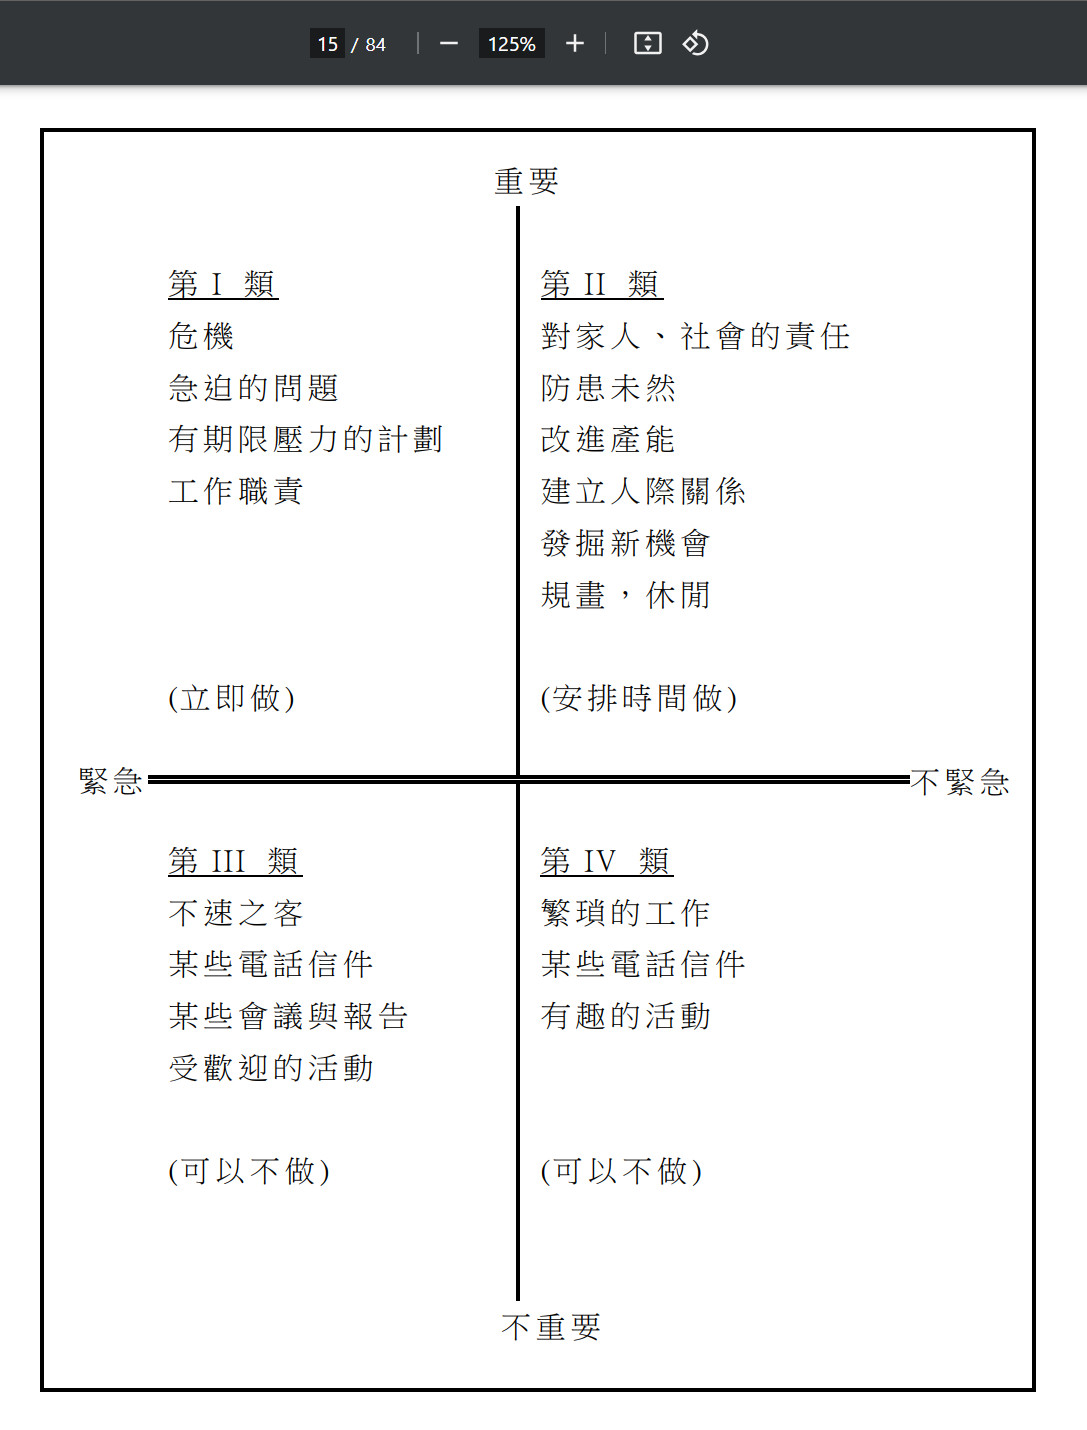 15 / 84
125%
重要
第 I 類
危機
急迫的問題
有期限壓力的計劃
工作職責
(立即做)
第 II 類
對家人、社會的責任
防患未然
改進產能
建立人際關係
發掘新機會
規畫，休閒
(安排時間做)
緊急
不緊急
第 III 類
不速之客
某些電話信件
某些會議與報告
受歡迎的活動
(可以不做)
第 IV 類
繁瑣的工作
某些電話信件
有趣的活動
(可以不做)
不重要